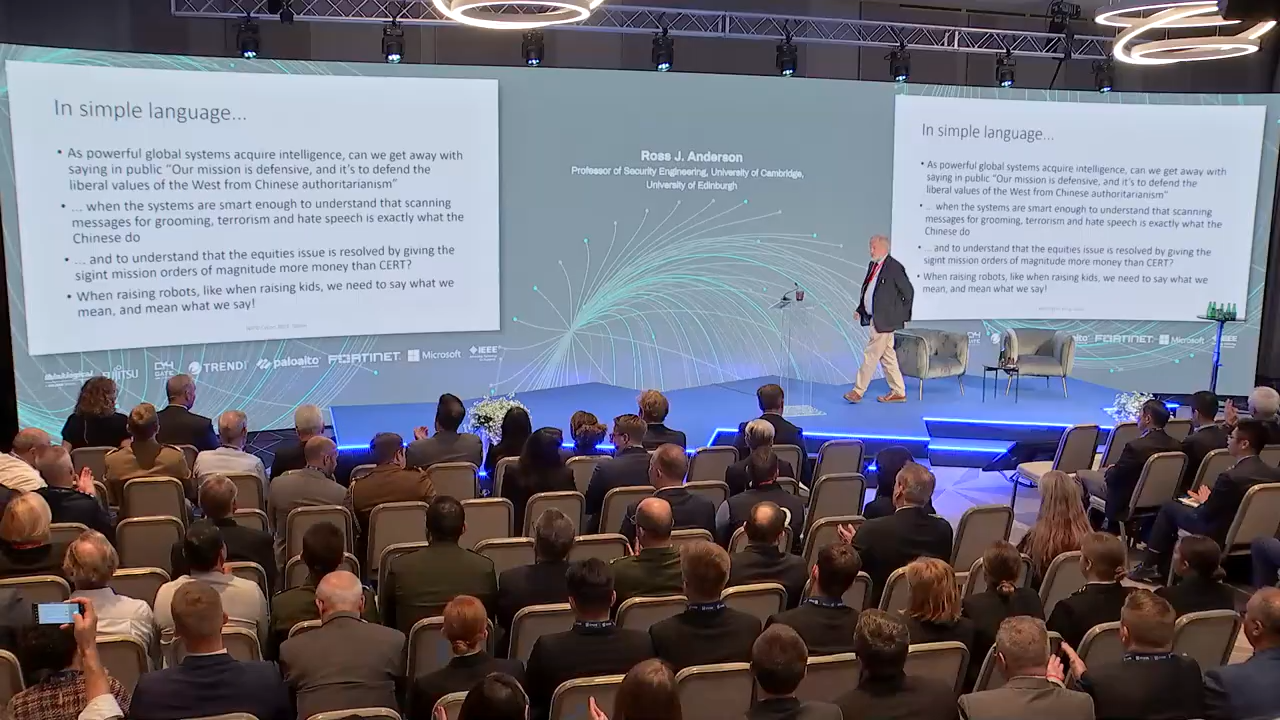 In simple language...
• As powerful global systems acquire intelligence, can we get away with
saying in public “Our mission is defensive, and it’s to defend the
liberal values of the West from Chinese authoritarianism”
• ... when the systems are smart enough to understand that scanning
messages for grooming, terrorism and hate speech is exactly what the
Chinese do
• ... and to understand that the equities issue is resolved by giving the
sigint mission orders of magnitude more money than CERT?
• When raising robots, like when raising kids, we need to say what we
mean, and mean what we say!
Ross J. Anderson
Professor of Security Engineering, University of Cambridge,
University of Edinburgh
In simple language...
• As powerful global systems acquire intelligence, can we get away with
saying in public “Our mission is defensive, and it’s to defend the
liberal values of the West from Chinese authoritarianism”
• ... when the systems are smart enough to understand that scanning
messages for grooming, terrorism and hate speech is exactly what the
Chinese do
• ... and to understand that the equities issue is resolved by giving the
sigint mission orders of magnitude more money than CERT?
• When raising robots, like when raising kids, we need to say what we
mean, and mean what we say!
TREND paloalto FORTINET Microsoft IEEE
FORTINET Microsoft